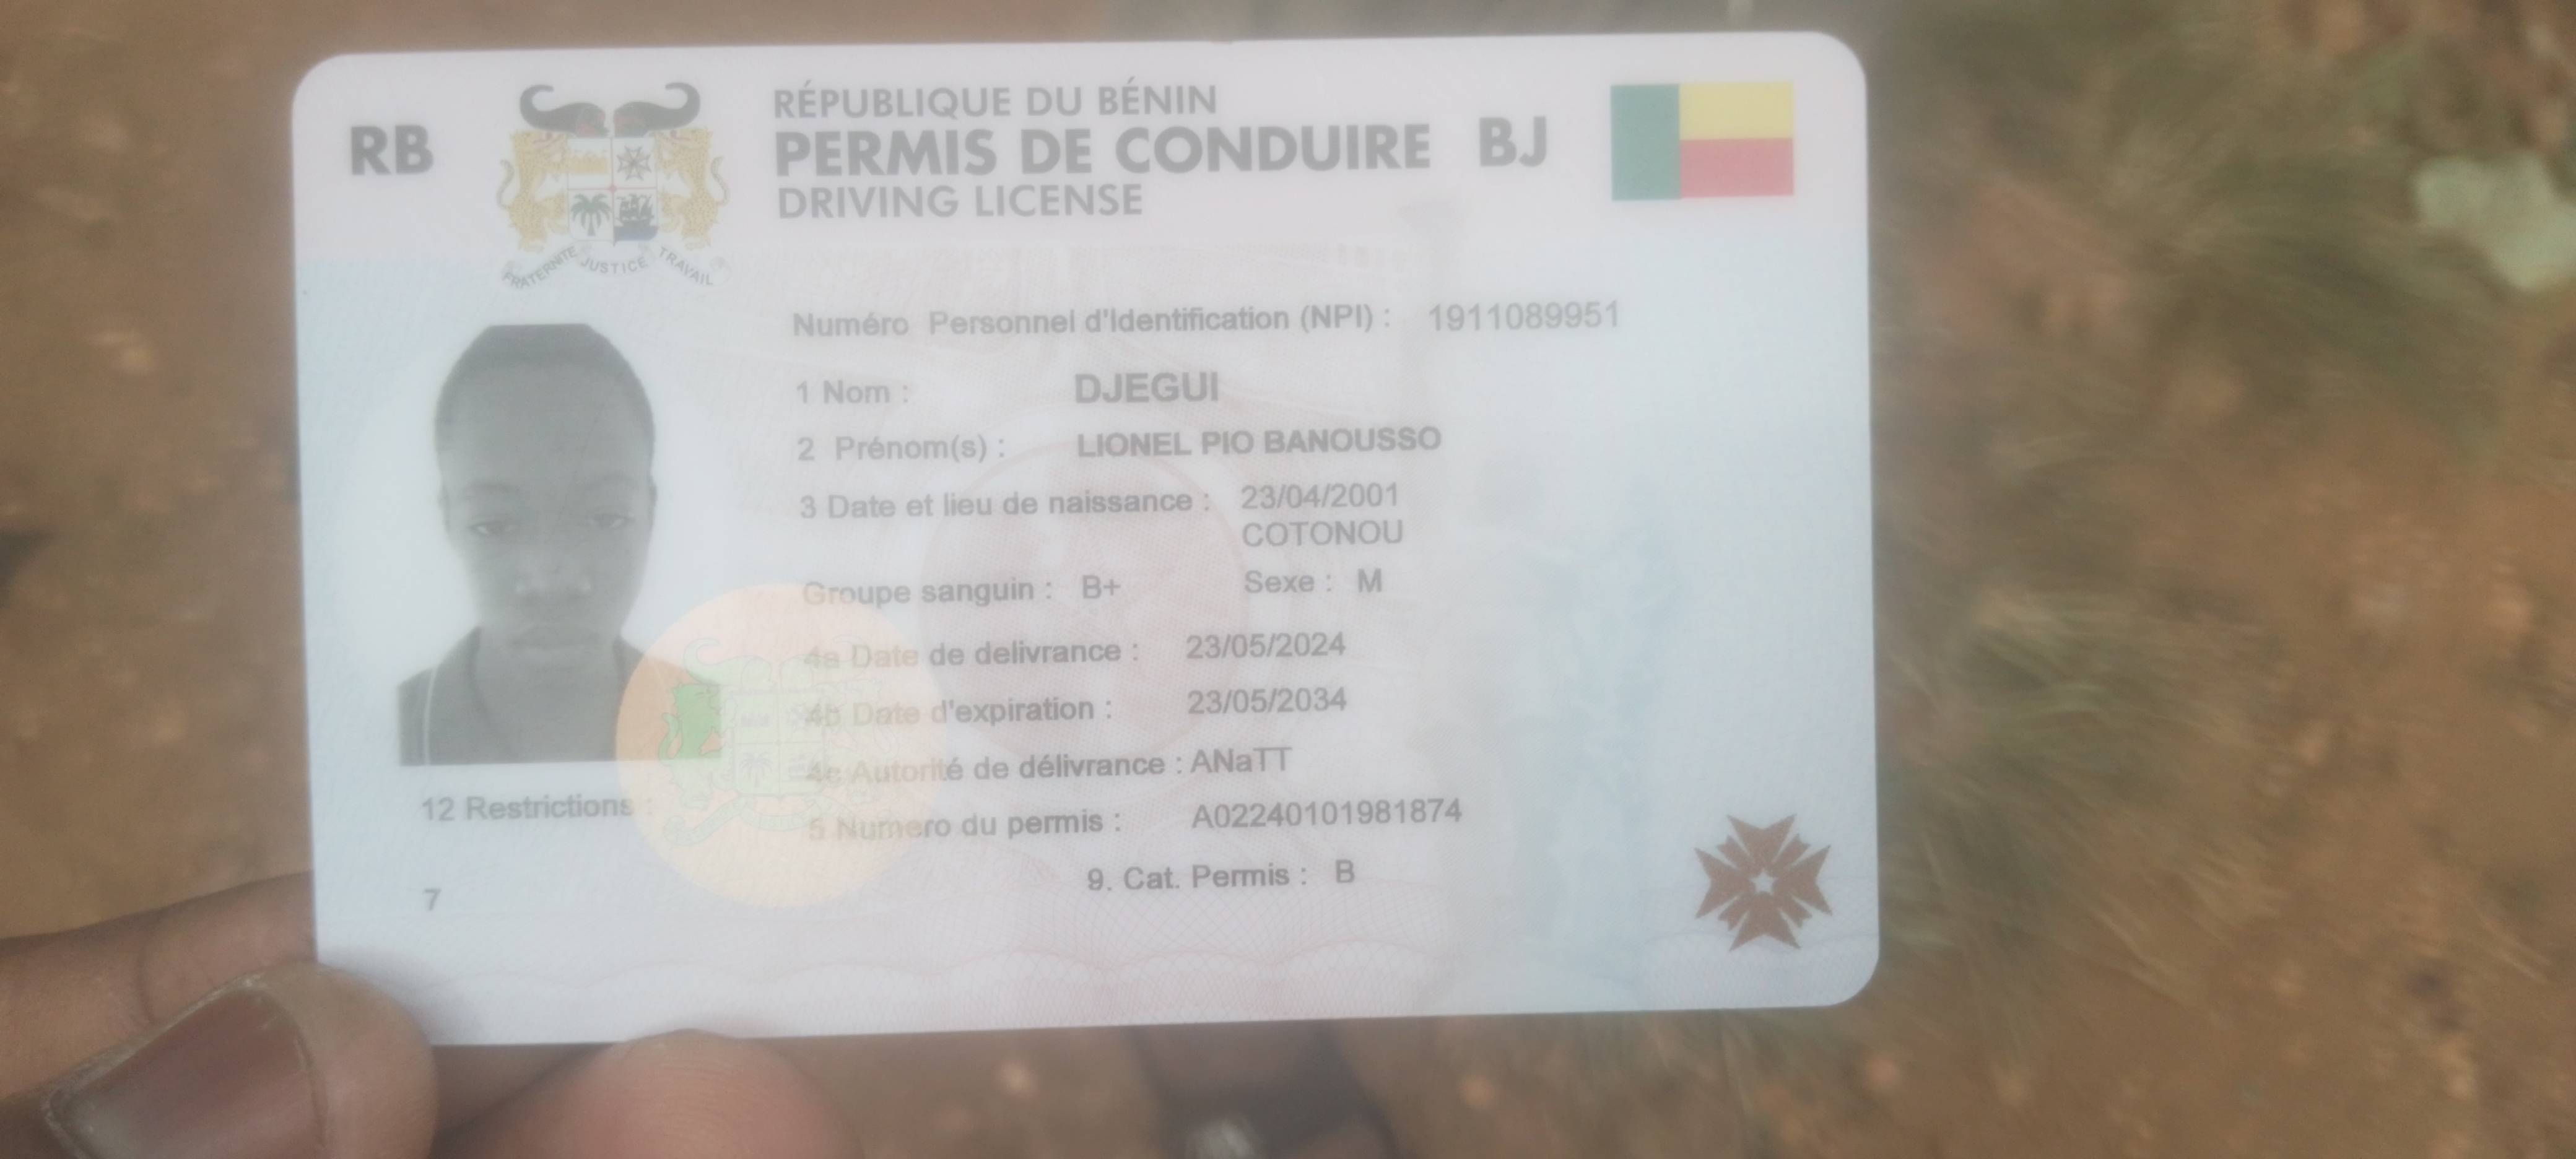 RB
RÉPUBLIQUE DU BÉNIN
PERMIS DE CONDUIRE BJ
DRIVING LICENSE
FRATERNITE JUSTICE TRAVAIL
Numéro Personnel d'Identification (NPI) : 1911089951
1 Nom : DJEGUI
2 Prénom(s) : LIONEL PIO BANOUSSO
3 Date et lieu de naissance : 23/04/2001
COTONOU
Groupe sanguin : B+ Sexe : M
4a Date de delivrance : 23/05/2024
4b Date d'expiration : 23/05/2034
4c Autorité de délivrance : ANaTT
12 Restrictions :
5 Numero du permis : A02240101981874
9. Cat. Permis : B
7